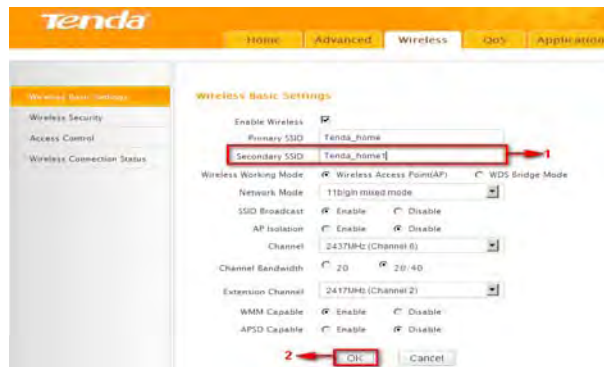 Tenda
Home Advanced Wireless QoS Application
Wireless Basic Settings
Wireless Security
Access Control
Wireless Connection Status
Wireless Basic Settings
Enable Wireless
Primary SSID Tenda_home
Secondary SSID Tenda_home1 1
Wireless Working Mode Wireless Access Point(AP) WDS Bridge Mode
Network Mode 11b/g/n mixed mode
SSID Broadcast Enable Disable
AP Isolation Enable Disable
Channel 2437MHz (Channel 6)
Channel Bandwidth 20 20/40
Extension Channel 2417MHz (Channel 2)
WMM Capable Enable Disable
APSD Capable Enable Disable
2 OK Cancel